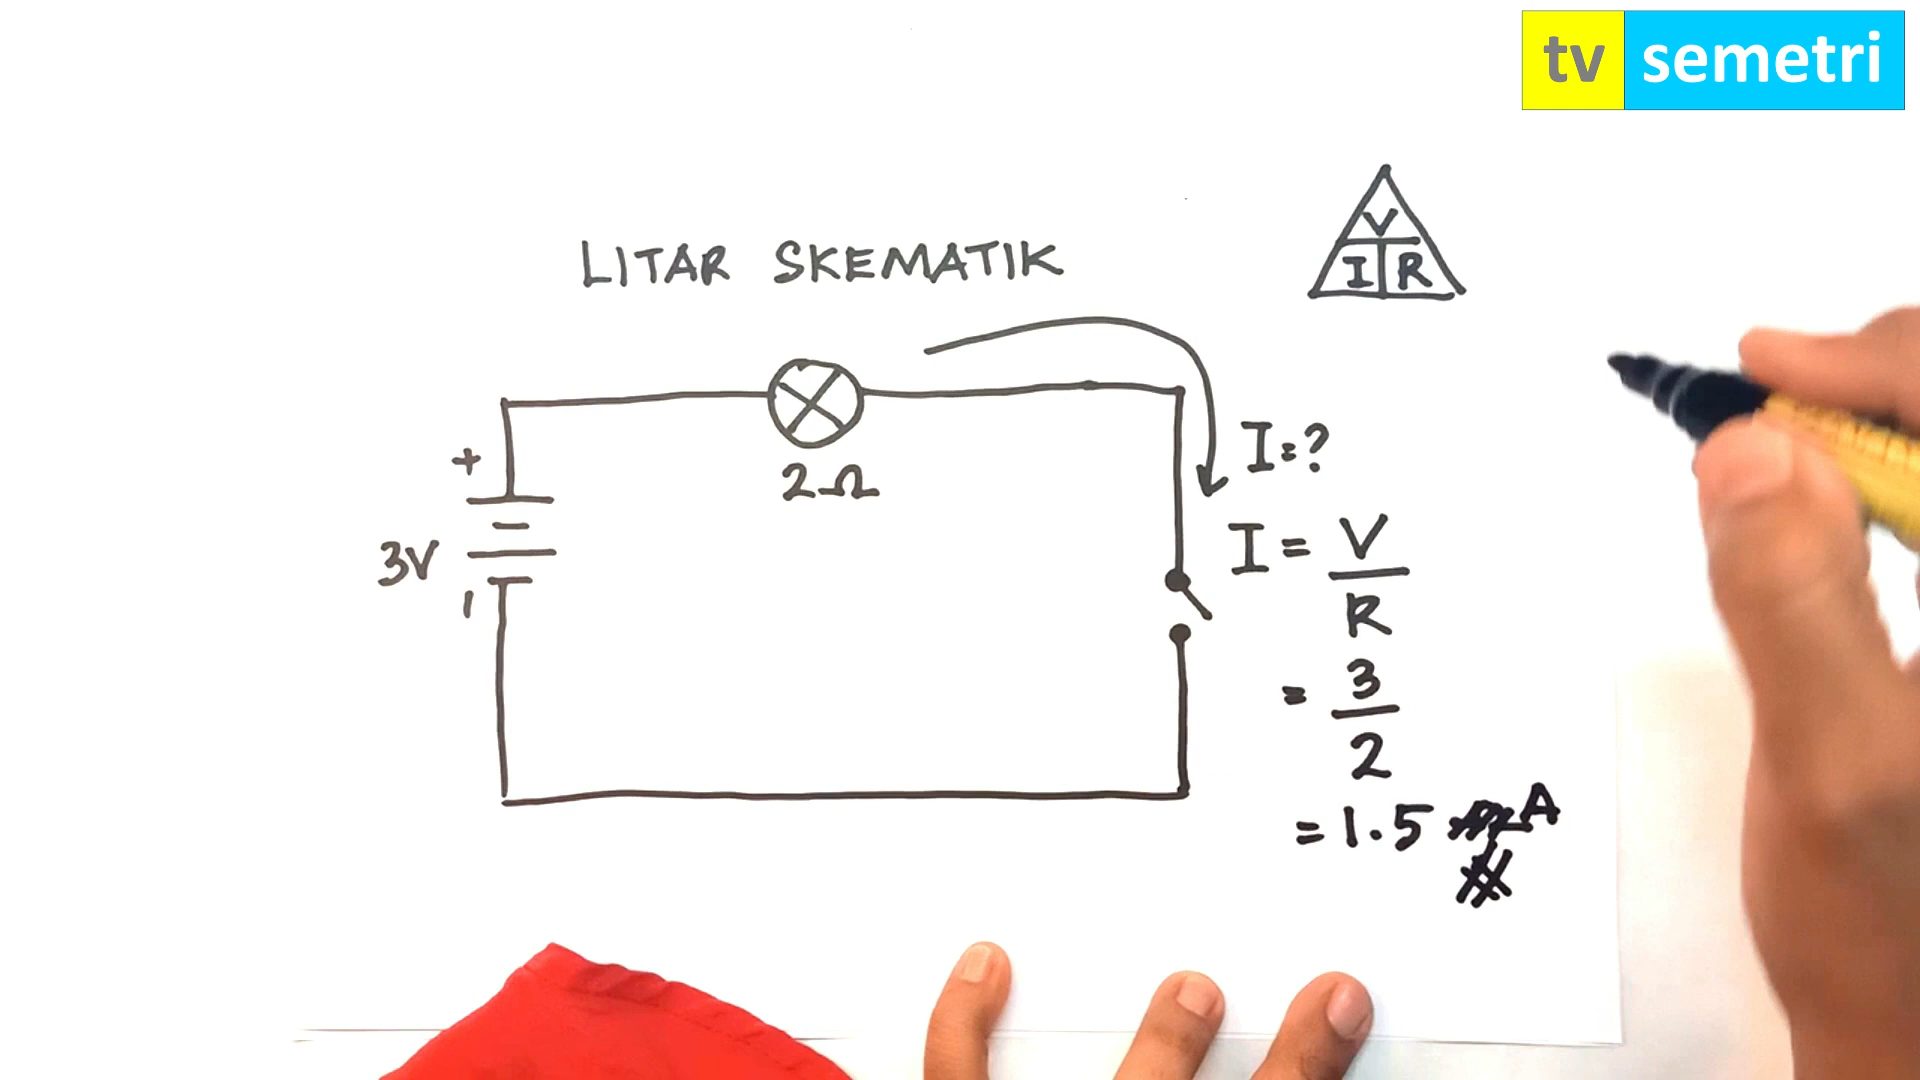 tv semetri
LITAR SKEMATIK
V
I R
+
3V
2Ω
I=?
I = V
R
= 3
2
= 1.5 A